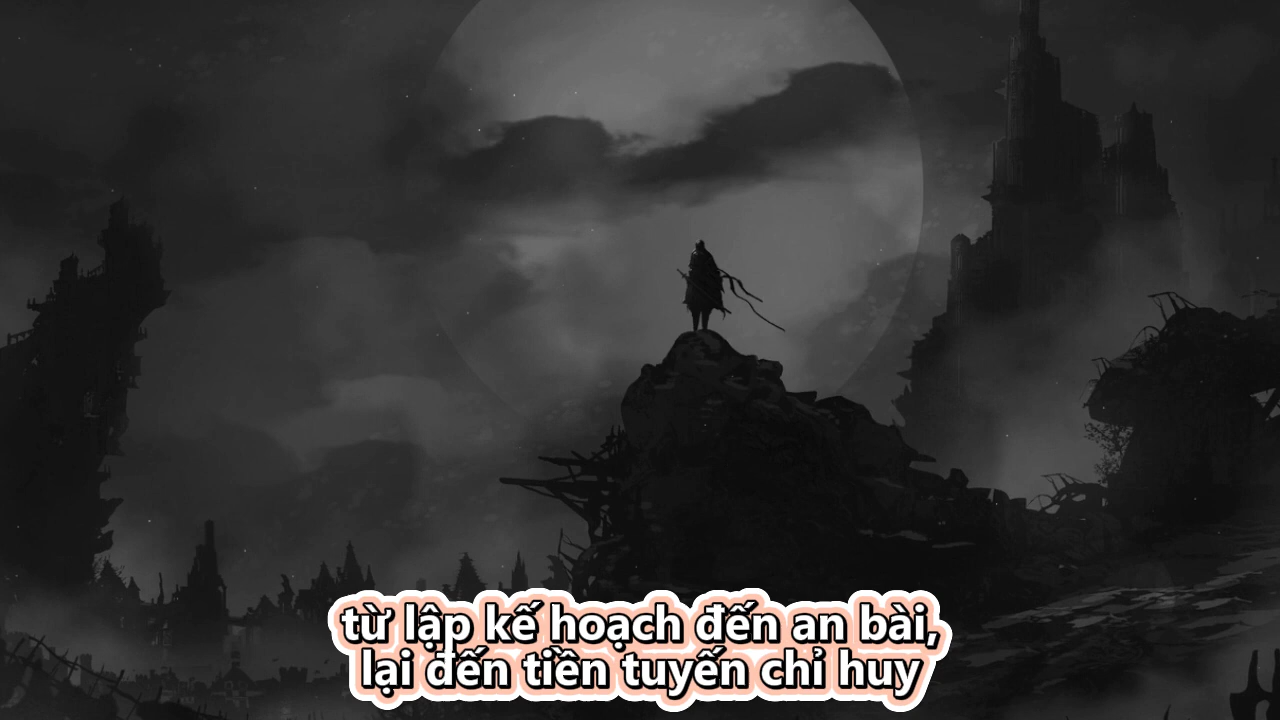 từ lập kế hoạch đến an bài,
lại đến tiền tuyến chỉ huy